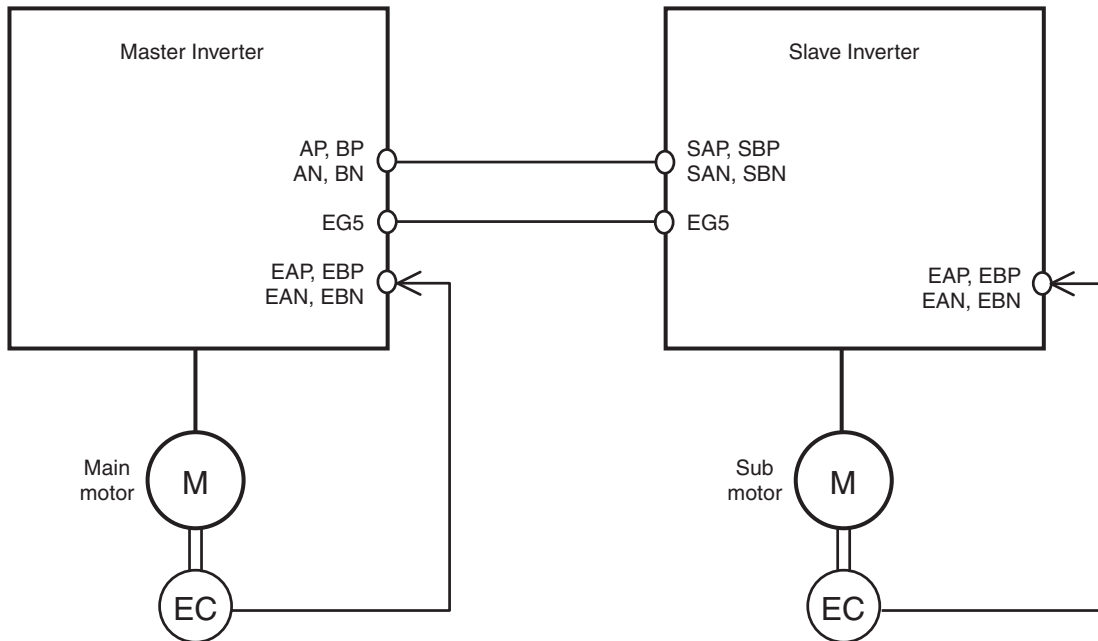 Master Inverter
AP, BP
AN, BN
EG5
EAP, EBP
EAN, EBN
Main
motor
M
EC
Slave Inverter
SAP, SBP
SAN, SBN
EG5
EAP, EBP
EAN, EBN
Sub
motor
M
EC